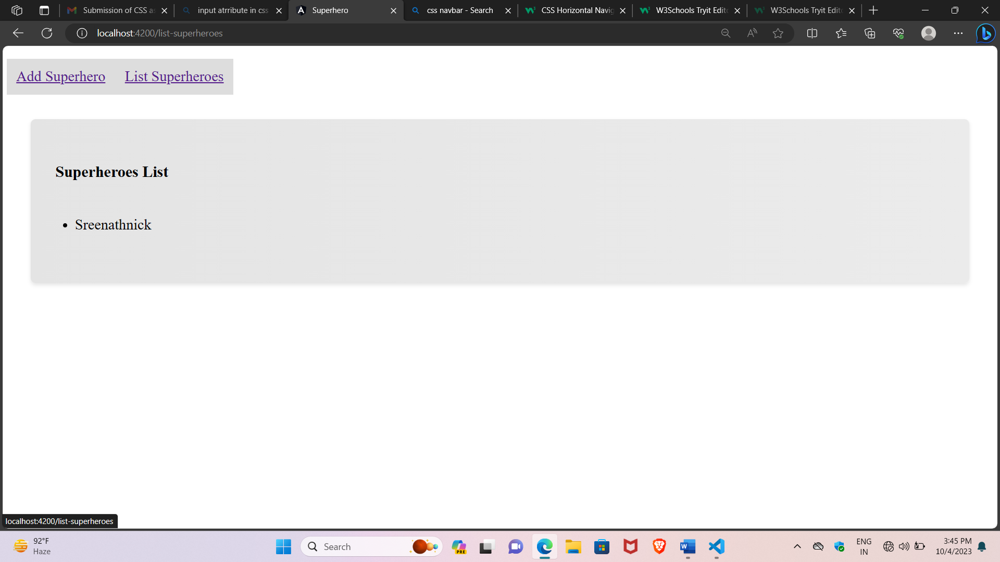 Submission of CSS as
input atrribute in css
Superhero
css navbar - Search
CSS Horizontal Navig
W3Schools Tryit Edito
W3Schools Tryit Edito
localhost:4200/list-superheroes
Add Superhero List Superheroes
Superheroes List
• Sreenathnick
localhost:4200/list-superheroes
92°F
Haze
Search
PRE
ENG
IN
3:45 PM
10/4/2023